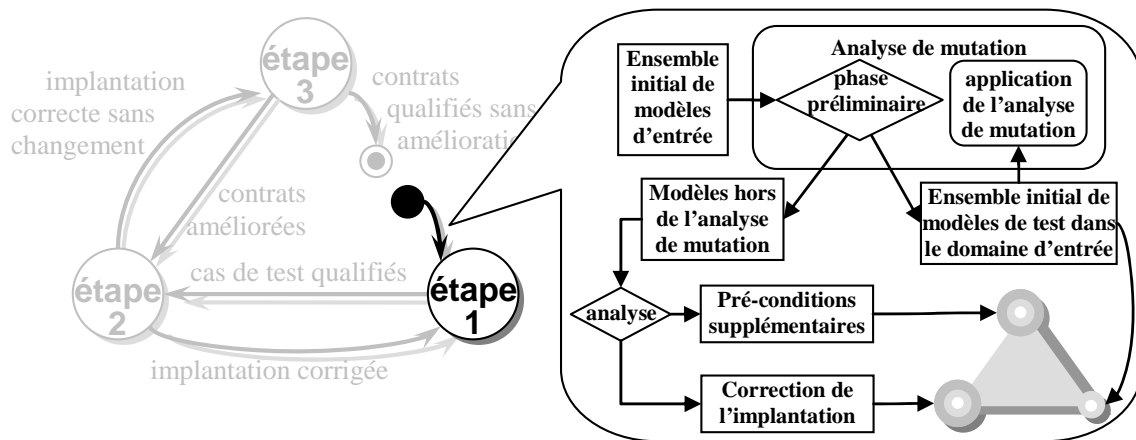 étape
3
implantation
correcte sans
changement
contrats
qualifiés sans
améliorati
contrats
améliorées
cas de test qualifiés
étape
2
étape
1
implantation corrigée
Analyse de mutation
Ensemble
initial de
modèles
d'entrée
phase
préliminaire
application
de l'analyse
de mutation
Modèles hors
de l'analyse
de mutation
Ensemble initial de
modèles de test dans
le domaine d'entrée
analyse
Pré-conditions
supplémentaires
Correction de
l'implantation